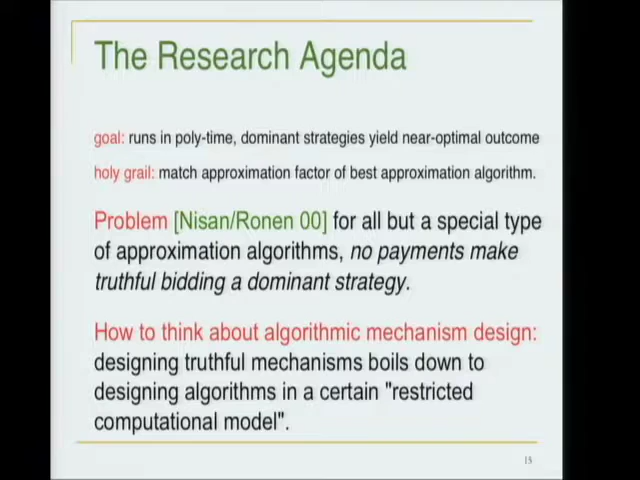 The Research Agenda
goal: runs in poly-time, dominant strategies yield near-optimal outcome
holy grail: match approximation factor of best approximation algorithm.
Problem [Nisan/Ronen 00] for all but a special type
of approximation algorithms, no payments make
truthful bidding a dominant strategy.
How to think about algorithmic mechanism design:
designing truthful mechanisms boils down to
designing algorithms in a certain "restricted
computational model".
15